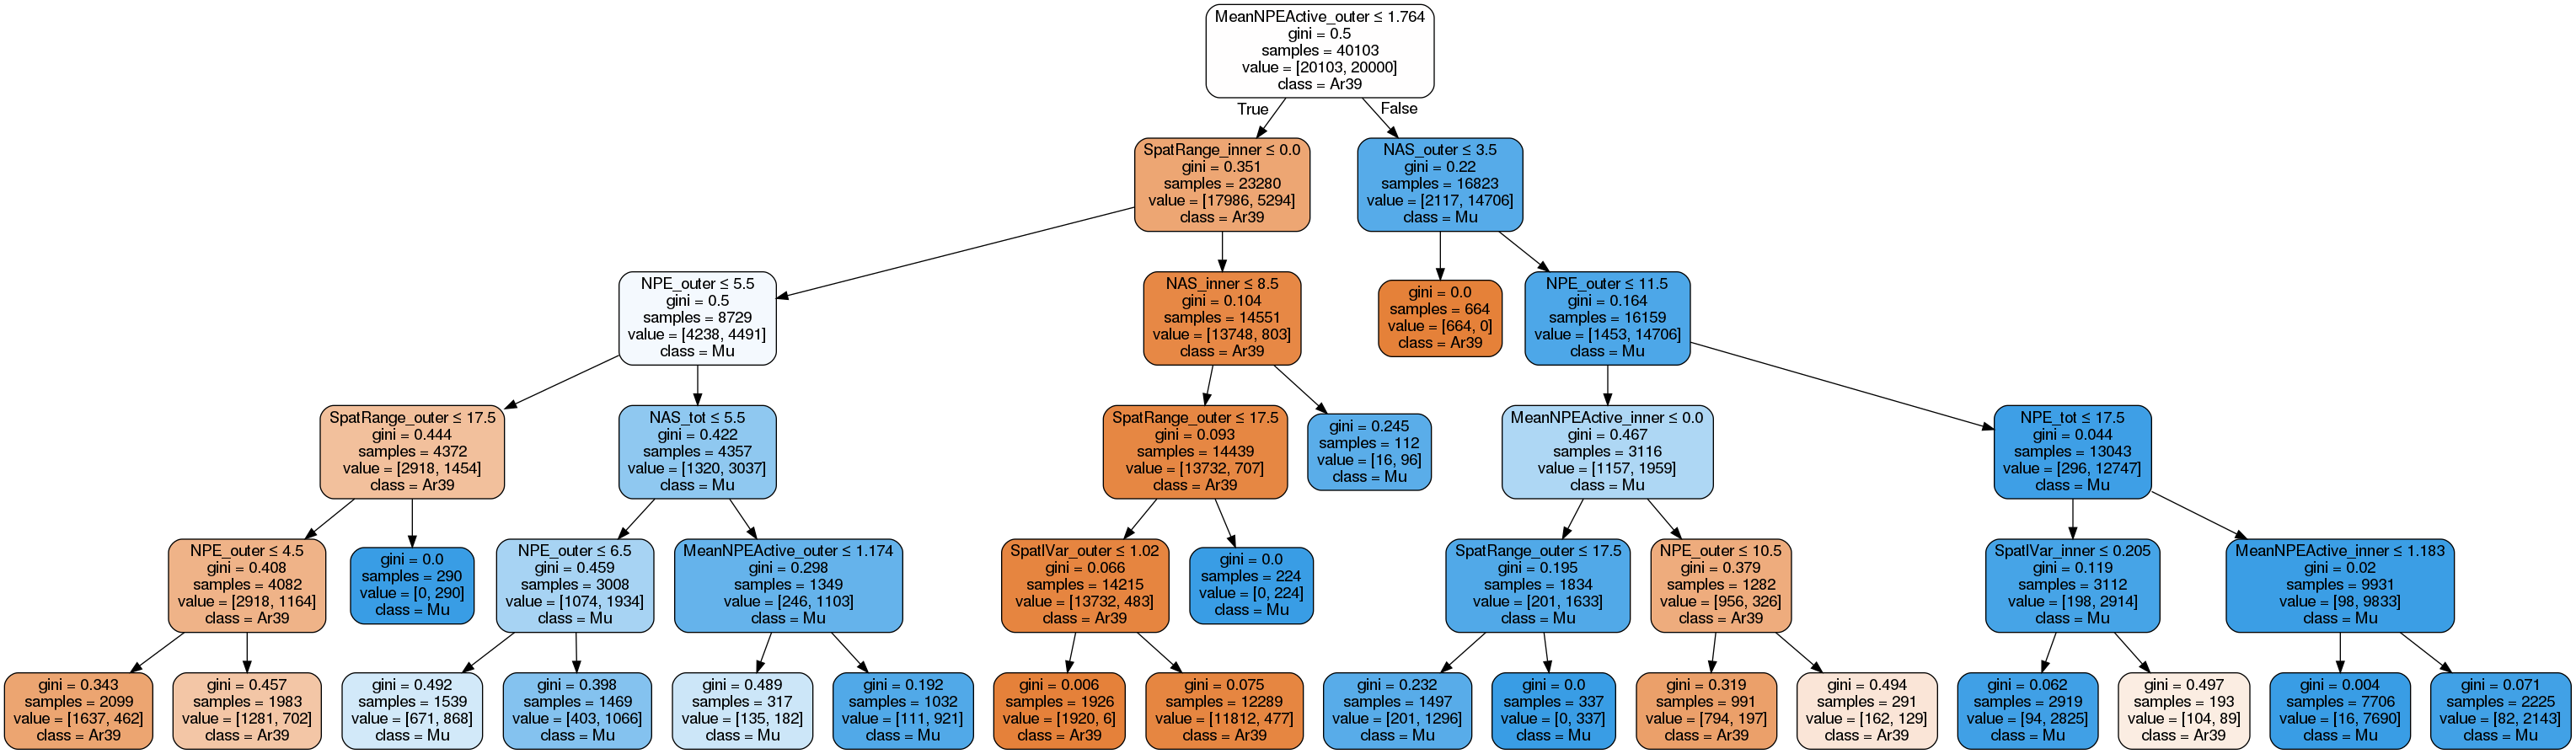 MeanNPEActive_outer ≤ 1.764
gini = 0.5
samples = 40103
value = [20103, 20000]
class = Ar39
True
False
SpatRange_inner ≤ 0.0
gini = 0.351
samples = 23280
value = [17986, 5294]
class = Ar39
NAS_outer ≤ 3.5
gini = 0.22
samples = 16823
value = [2117, 14706]
class = Mu
NPE_outer ≤ 5.5
gini = 0.5
samples = 8729
value = [4238, 4491]
class = Mu
NAS_inner ≤ 8.5
gini = 0.104
samples = 14551
value = [13748, 803]
class = Ar39
gini = 0.0
samples = 664
value = [664, 0]
class = Ar39
NPE_outer ≤ 11.5
gini = 0.164
samples = 16159
value = [1453, 14706]
class = Mu
SpatRange_outer ≤ 17.5
gini = 0.444
samples = 4372
value = [2918, 1454]
class = Ar39
NAS_tot ≤ 5.5
gini = 0.422
samples = 4357
value = [1320, 3037]
class = Mu
SpatRange_outer ≤ 17.5
gini = 0.093
samples = 14439
value = [13732, 707]
class = Ar39
gini = 0.245
samples = 112
value = [16, 96]
class = Mu
MeanNPEActive_inner ≤ 0.0
gini = 0.467
samples = 3116
value = [1157, 1959]
class = Mu
NPE_tot ≤ 17.5
gini = 0.044
samples = 13043
value = [296, 12747]
class = Mu
NPE_outer ≤ 4.5
gini = 0.408
samples = 4082
value = [2918, 1164]
class = Ar39
gini = 0.0
samples = 290
value = [0, 290]
class = Mu
NPE_outer ≤ 6.5
gini = 0.459
samples = 3008
value = [1074, 1934]
class = Mu
MeanNPEActive_outer ≤ 1.174
gini = 0.298
samples = 1349
value = [246, 1103]
class = Mu
SpatIVar_outer ≤ 1.02
gini = 0.066
samples = 14215
value = [13732, 483]
class = Ar39
gini = 0.0
samples = 224
value = [0, 224]
class = Mu
SpatRange_outer ≤ 17.5
gini = 0.195
samples = 1834
value = [201, 1633]
class = Mu
NPE_outer ≤ 10.5
gini = 0.379
samples = 1282
value = [956, 326]
class = Ar39
SpatIVar_inner ≤ 0.205
gini = 0.119
samples = 3112
value = [198, 2914]
class = Mu
MeanNPEActive_inner ≤ 1.183
gini = 0.02
samples = 9931
value = [98, 9833]
class = Mu
gini = 0.343
samples = 2099
value = [1637, 462]
class = Ar39
gini = 0.457
samples = 1983
value = [1281, 702]
class = Ar39
gini = 0.492
samples = 1539
value = [671, 868]
class = Mu
gini = 0.398
samples = 1469
value = [403, 1066]
class = Mu
gini = 0.489
samples = 317
value = [135, 182]
class = Mu
gini = 0.192
samples = 1032
value = [111, 921]
class = Mu
gini = 0.006
samples = 1926
value = [1920, 6]
class = Ar39
gini = 0.075
samples = 12289
value = [11812, 477]
class = Ar39
gini = 0.232
samples = 1497
value = [201, 1296]
class = Mu
gini = 0.0
samples = 337
value = [0, 337]
class = Mu
gini = 0.319
samples = 991
value = [794, 197]
class = Ar39
gini = 0.494
samples = 291
value = [162, 129]
class = Ar39
gini = 0.062
samples = 2919
value = [94, 2825]
class = Mu
gini = 0.497
samples = 193
value = [104, 89]
class = Ar39
gini = 0.004
samples = 7706
value = [16, 7690]
class = Mu
gini = 0.071
samples = 2225
value = [82, 2143]
class = Mu